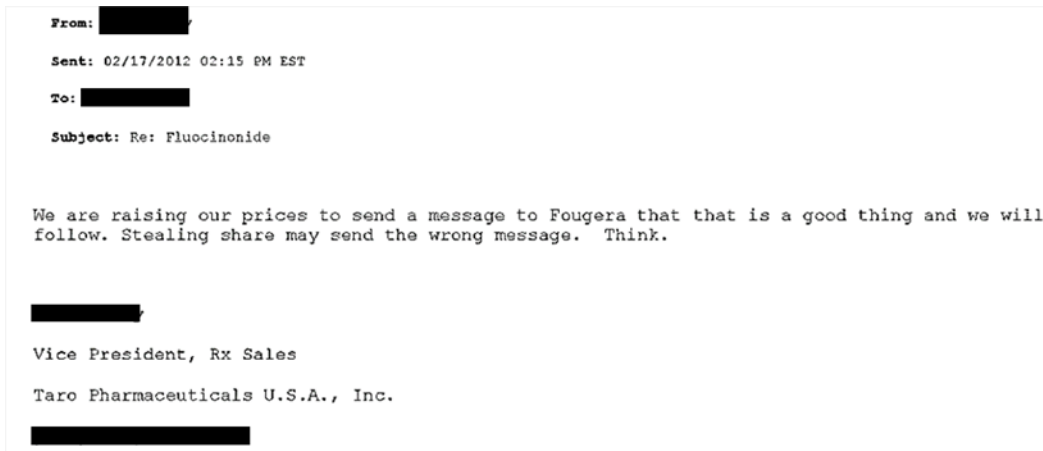 From:
Sent: 02/17/2012 02:15 PM EST
To:
Subject: Re: Fluocinonide
We are raising our prices to send a message to Fougera that that is a good thing and we will
follow. Stealing share may send the wrong message. Think.
Vice President, Rx Sales
Taro Pharmaceuticals U.S.A., Inc.